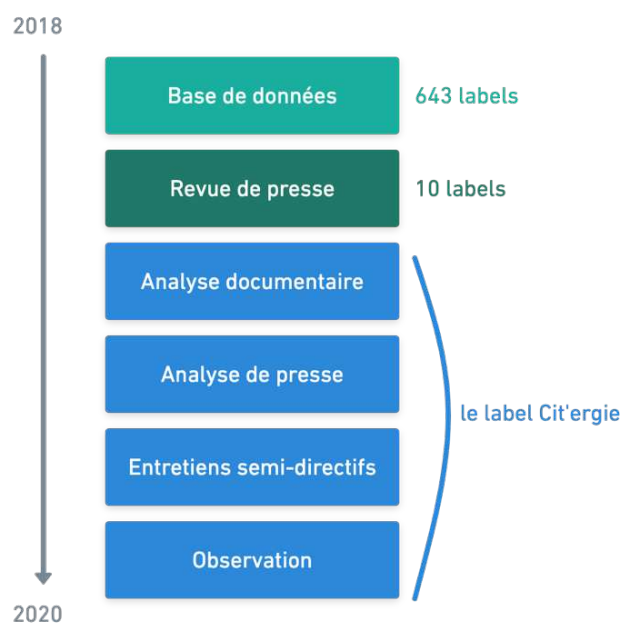 2018
Base de données
643 labels
Revue de presse
10 labels
Analyse documentaire
Analyse de presse
le label Cit'ergie
Entretiens semi-directifs
Observation
2020